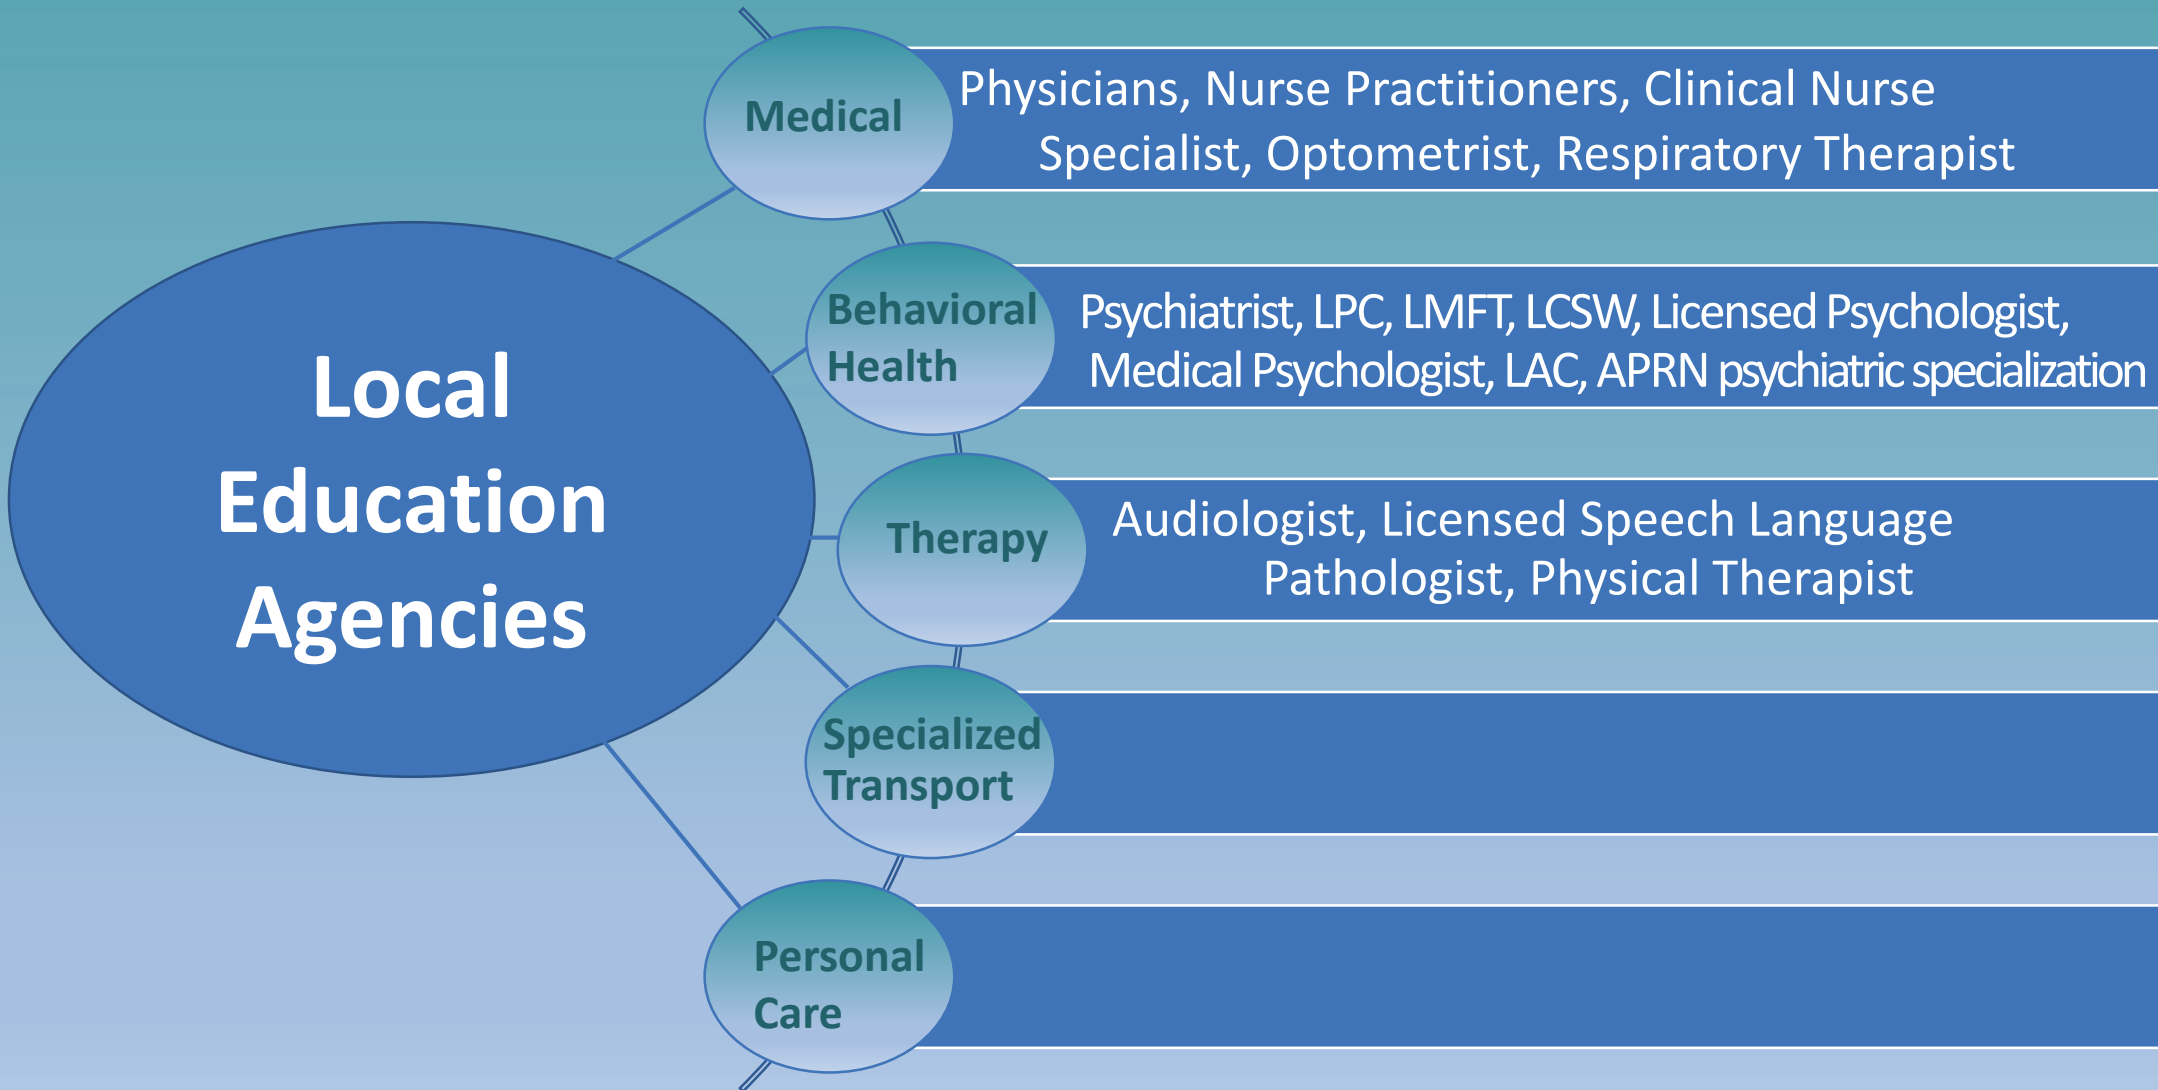 Local
Education
Agencies
Medical
Physicians, Nurse Practitioners, Clinical Nurse
Specialist, Optometrist, Respiratory Therapist
Behavioral
Health
Psychiatrist, LPC, LMFT, LCSW, Licensed Psychologist,
Medical Psychologist, LAC, APRN psychiatric specialization
Therapy
Audiologist, Licensed Speech Language
Pathologist, Physical Therapist
Specialized
Transport
Personal
Care